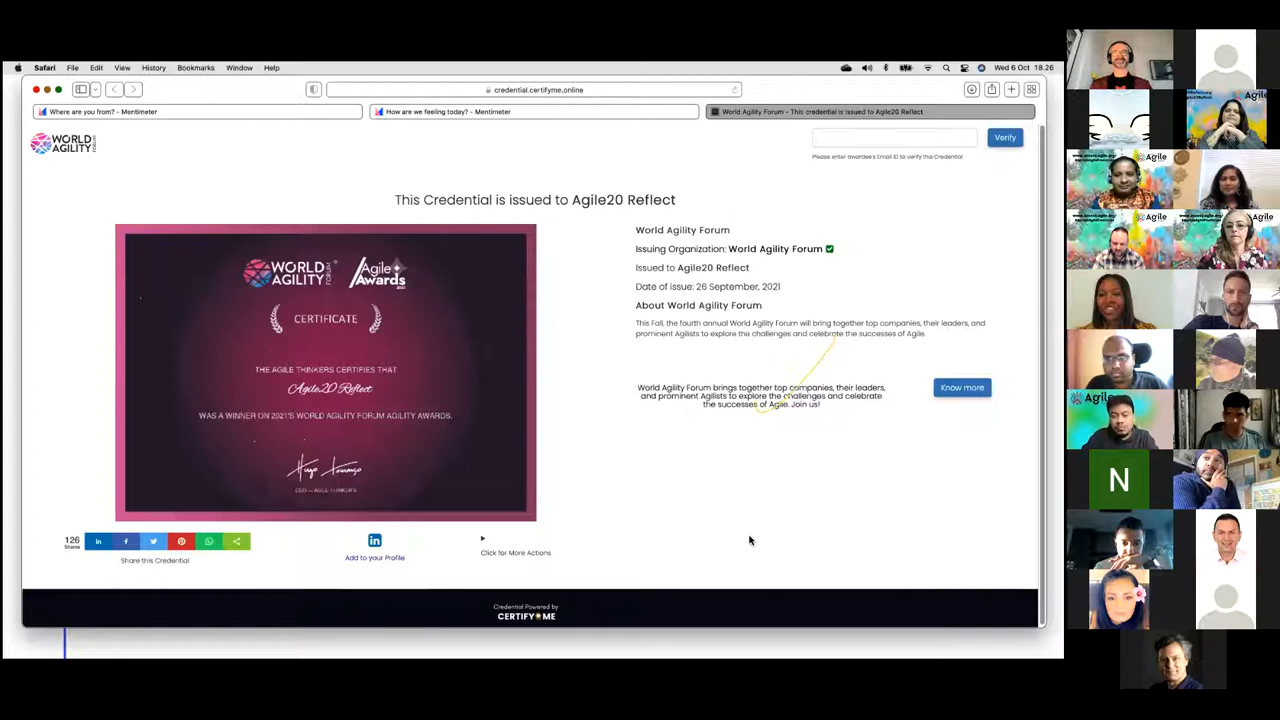 Safari File Edit View History Bookmarks Window Help
Wed 6 Oct 18.26
credential.certifyme.online
Where are you from? - Mentimeter
How are we feeling today? - Mentimeter
World Agility Forum - This credential is issued to Agile20 Reflect
WORLD AGILITY FORUM
Verify
Please enter awardee's Email ID to verify this Credential
This Credential is issued to Agile20 Reflect
WORLD AGILITY FORUM
Agile Awards
CERTIFICATE
THE AGILE THINKERS CERTIFIES THAT
Agile20 Reflect
WAS A WINNER ON 2021'S WORLD AGILITY FORUM AGILITY AWARDS.
Hugo Lourenço
CEO — AGILE THINKERS
World Agility Forum
Issuing Organization: World Agility Forum
Issued to Agile20 Reflect
Date of issue: 26 September, 2021
About World Agility Forum
This Fall, the fourth annual World Agility Forum will bring together top companies, their leaders, and
prominent Agilists to explore the challenges and celebrate the successes of Agile.
World Agility Forum brings together top companies, their leaders,
and prominent Agilists to explore the challenges and celebrate
the successes of Agile. Join us!
Know more
126
Shares
Share this Credential
Add to your Profile
Click for More Actions
Credential Powered by
CERTIFYME
Agile
Agile
Agile
Agile
Agile
N